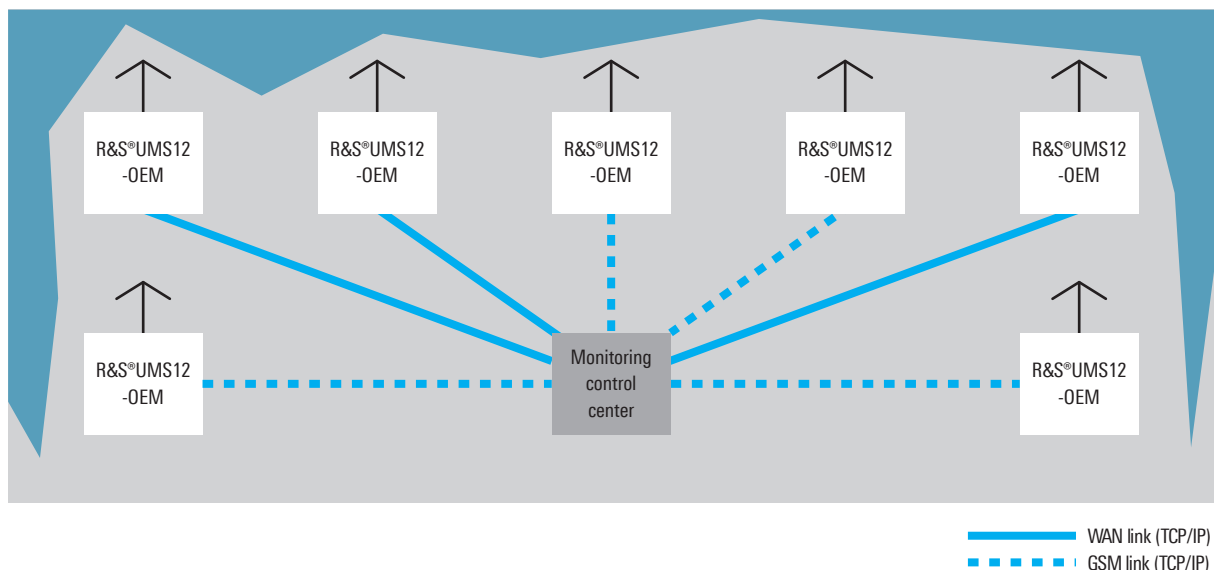 R&S®UMS12
-OEM
R&S®UMS12
-OEM
R&S®UMS12
-OEM
R&S®UMS12
-OEM
R&S®UMS12
-OEM
R&S®UMS12
-OEM
Monitoring
control
center
R&S®UMS12
-OEM
WAN link (TCP/IP)
GSM link (TCP/IP)